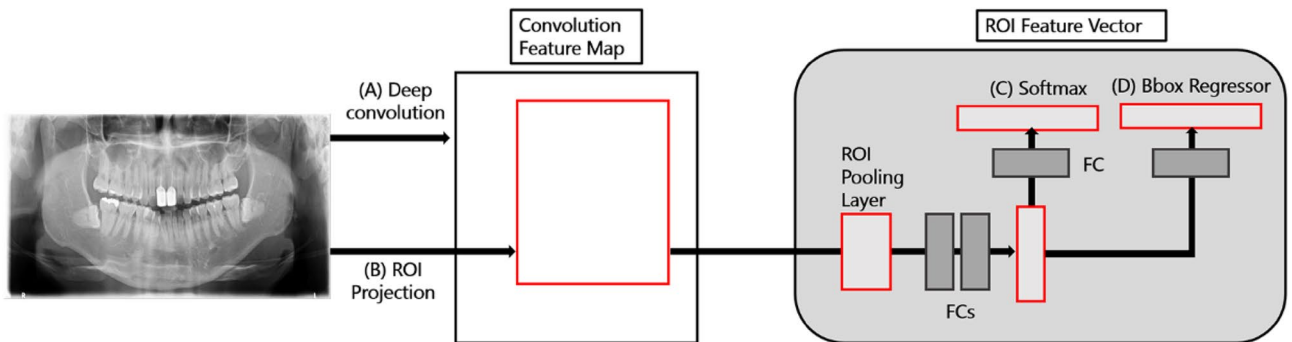 Convolution
Feature Map
ROI Feature Vector
(A) Deep
convolution
(B) ROI
Projection
(C) Softmax
(D) Bbox Regressor
FC
ROI
Pooling
Layer
FCs
R
L